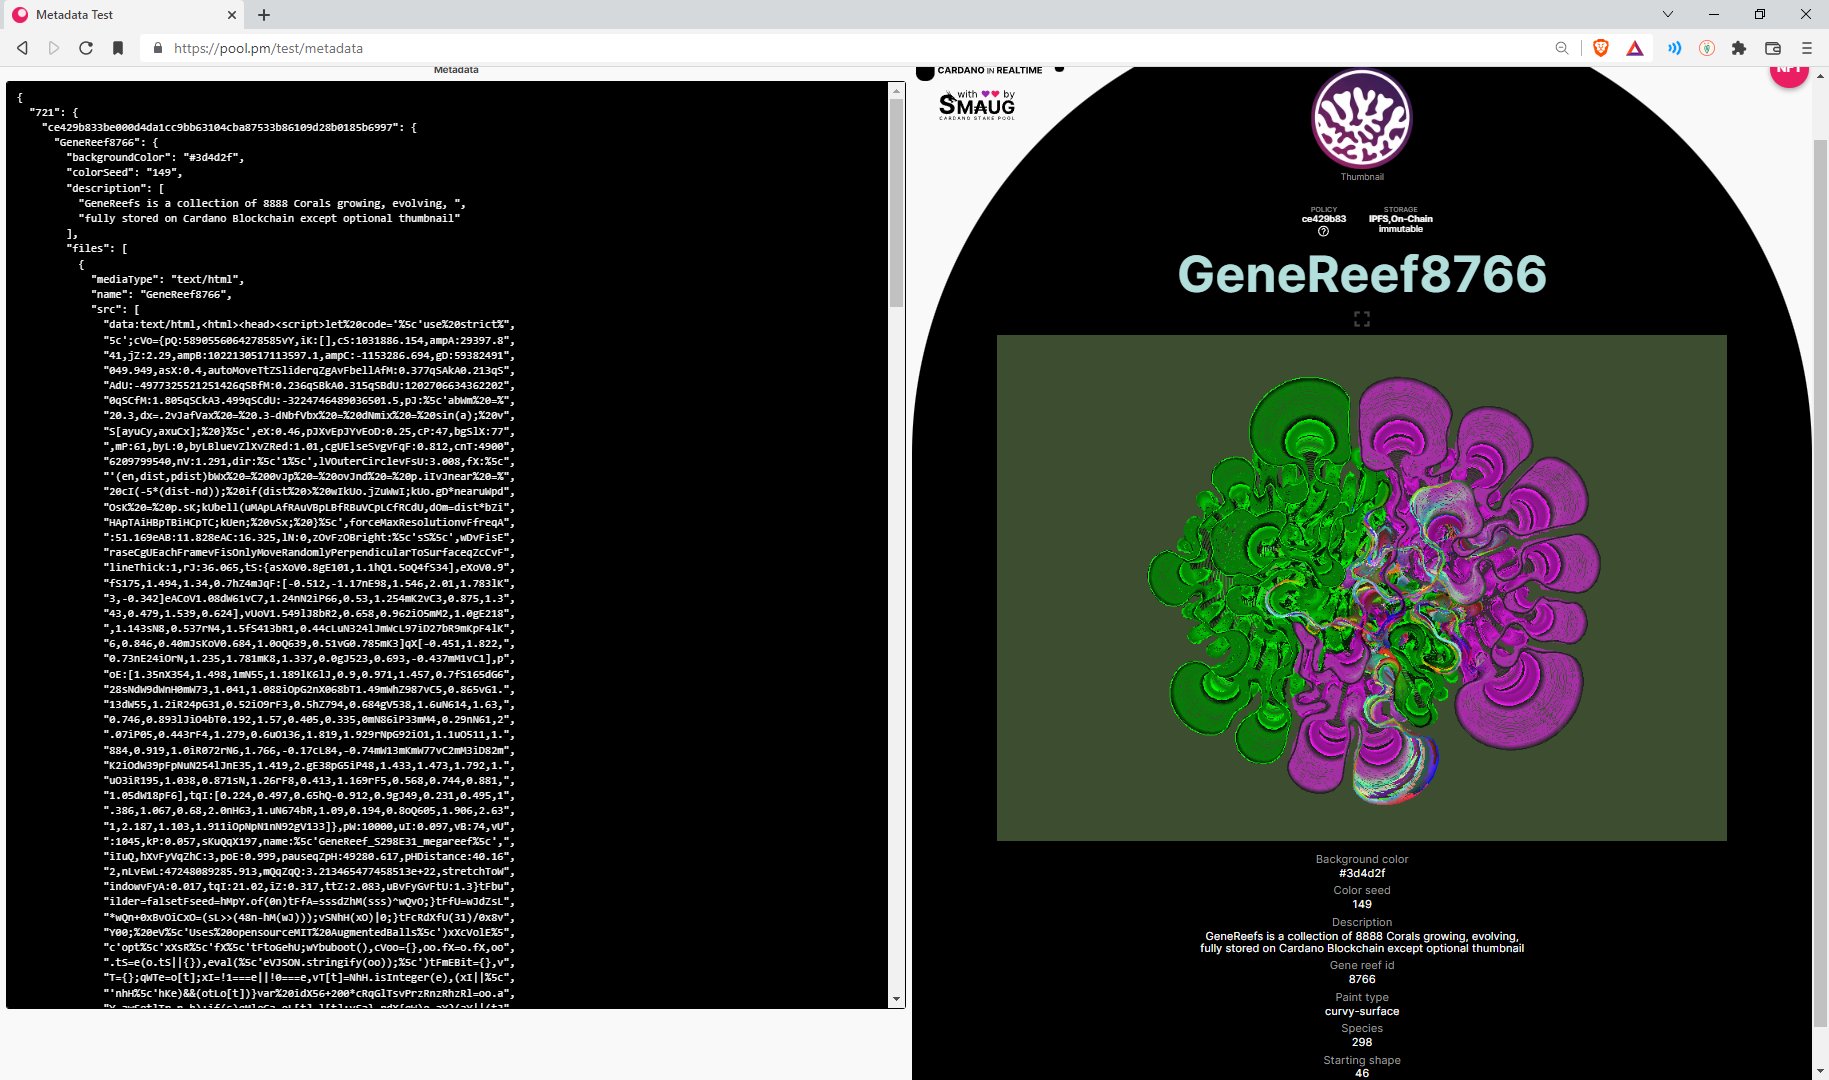 Metadata Test
https://pool.pm/test/metadata
Metadata
{
"721": {
"ce429b833be000d4da1cc9bb63104cba87533b86109d28b0185b6997": {
"GeneReef8766": {
"backgroundColor": "#3d4d2f",
"colorSeed": "149",
"description": [
"GeneReefs is a collection of 8888 Corals growing, evolving, ",
"fully stored on Cardano Blockchain except optional thumbnail"
],
"files": [
{
"mediaType": "text/html",
"name": "GeneReef8766",
"src": [
"data:text/html,<html><head><script>let%20code='%5c'use%20strict%",
"5c';cVo={pQ:5890556064278585vY,iK:[],cS:1031886.154,ampA:29397.8",
"41,jZ:2.29,ampB:1022130517113597.1,ampC:-1153286.694,gD:59382491",
"049.949,asX:0.4,autoMoveTtZSliderqZgAvFbellAfM:0.377qSAkA0.213qS",
"AdU:-4977325521251426qSBfM:0.236qSBkA0.315qSBdU:1202706634362202",
"0qSCfM:1.805qSCkA3.499qSCdU:-3224746489036501.5,pJ:%5c'abWm%20=%",
"20.3,dx=.2vJafVax%20=%20.3-dNbfVbx%20=%20dNmix%20=%20sin(a);%20v",
"S[ayuCy,axuCx];%20}%5c',eX:0.46,pJXvEpJYvEoD:0.25,cP:47,bgSlX:77",
",mP:61,byL:0,byLBluevZlXvZRed:1.01,cgUElseSvgvFqF:0.812,cnT:4900",
"6209799540,nV:1.291,dir:%5c'1%5c',lVOuterCirclevFsU:3.008,fX:%5c",
"'(en,dist,pdist)bWx%20=%200vJp%20=%20ovJnd%20=%20p.iIvJnear%20=%",
"20cI(-5*(dist-nd));%20if(dist%20>%20wIkUo.jZuWwI;kUo.gD*nearuWpd",
"Osk%20=%20p.sK;kUbell(uMApLAfRAuVBpLBfRBuVCpLCfRCdU,dOm=dist*bZi",
"HApTAiHBpTBiHCpTC;kUen;%20vSx;%20}%5c',forceMaxResolutionvFfreqA",
":51.169eAB:11.828eAC:16.325,lN:0,zOvFzOBright:%5c'sS%5c',wDvFisE",
"raseCgUEachFramevFisOnlyMoveRandomlyPerpendicularToSurfaceqZcCvF",
"lineThick:1,rJ:36.065,tS:{asXoV0.8gE101,1.1hQ1.5oQ4fS34],eXoV0.9",
"fS175,1.494,1.34,0.7hZ4mJqF:[-0.512,-1.17nE98,1.546,2.01,1.783lK",
"3,-0.342]eACoV1.08dW61vC7,1.24nN2iP66,0.53,1.254mK2vC3,0.875,1.3",
"43,0.479,1.539,0.624],vUoV1.549lJ8bR2,0.658,0.962iO5mM2,1.0gE218",
",1.143sN8,0.537rN4,1.5fS413bR1,0.44cLuN324lJmWcL97iD27bR9mKpF4lK",
"6,0.846,0.40mJsKoV0.684,1.0oQ639,0.51vG0.785mK3]qX[-0.451,1.822,",
"0.73nE24iOrN,1.235,1.781mK8,1.337,0.0gJ523,0.693,-0.437mM1vC1],p",
"oE:[1.35nX354,1.498,1mN55,1.189lK6lJ,0.9,0.971,1.457,0.7fS165dG6",
"28sNdW9dWnH0mW73,1.041,1.088iOpG2nX068bT1.49mWhZ987vC5,0.865vG1.",
"13dW55,1.2iR24pG31,0.52iO9rF3,0.5hZ794,0.684gV538,1.6uN614,1.63,",
"0.746,0.893lJiO4bT0.192,1.57,0.405,0.335,0mN86iP33mM4,0.29nN61,2",
".07iP05,0.443rF4,1.279,0.6uO136,1.819,1.929rNpG92iO1,1.1uO511,1.",
"884,0.919,1.0iR072rN6,1.766,-0.17cL84,-0.74mW13mKmW77vC2mM3iD82m",
"K2iOdW39pFpNuN254lJnE35,1.419,2.gE38pG5iP48,1.433,1.473,1.792,1.",
"uO3iR195,1.038,0.871sN,1.26rF8,0.413,1.169rF5,0.568,0.744,0.881,",
"1.05dW18pF6],tqI:[0.224,0.497,0.65hQ-0.912,0.9gJ49,0.231,0.495,1",
".386,1.067,0.68,2.0nH63,1.uN674bR,1.09,0.194,0.8oQ605,1.906,2.63",
"1,2.187,1.103,1.911iOpNpN1nN92gV133]},pW:10000,uI:0.097,vB:74,vU",
":1045,kP:0.057,sKuQqX197,name:%5c'GeneReef_S298E31_megareef%5c',",
"iIuQ,hXvFyVqZhC:3,poE:0.999,pauseqZpH:49280.617,pHDistance:40.16",
"2,nLvEwL:47248089285.913,mQqZqQ:3.213465477458513e+22,stretchToW",
"indowvFyA:0.017,tqI:21.02,iZ:0.317,ttZ:2.083,uBvFyGvFtU:1.3}tFbu",
"ilder=falsetFseed=hMpY.of(0n)tFfA=sssdZhM(sss)^wQvO;}tFfU=wJdZsL",
"*wQn+0xBvOiCxO=(sL>>(48n-hM(wJ)));vSNhH(xO)|0;}tFcRdXfU(31)/0x8v",
"Y00;%20eV%5c'Uses%20opensourceMIT%20AugmentedBalls%5c')xXcVolE%5",
"c'opt%5c'xXsR%5c'fX%5c'tFtoGehU;wYbuboot(),cVoo={},oo.fX=o.fX,oo",
".tS=e(o.tS||{}),eval(%5c'eVJSON.stringify(oo));%5c')tFmEBit={},v",
"T={};qWTe=o[t];xI=!1===e||!0===e,vT[t]=NhH.isInteger(e),(xI||%5c",
"'nhH%5c'hKe)&&(otLo[t])}var%20idX56+200*cRqGlTsvPrzRnzRhzRl=oo.a",
CARDANO IN REALTIME
with by
SMAUG
CARDANO STAKE POOL
NFT
Thumbnail
POLICY
ce429b83
STORAGE
IPFS,On-Chain
immutable
GeneReef8766
Background color
#3d4d2f
Color seed
149
Description
GeneReefs is a collection of 8888 Corals growing, evolving,
fully stored on Cardano Blockchain except optional thumbnail
Gene reef id
8766
Paint type
curvy-surface
Species
298
Starting shape
46